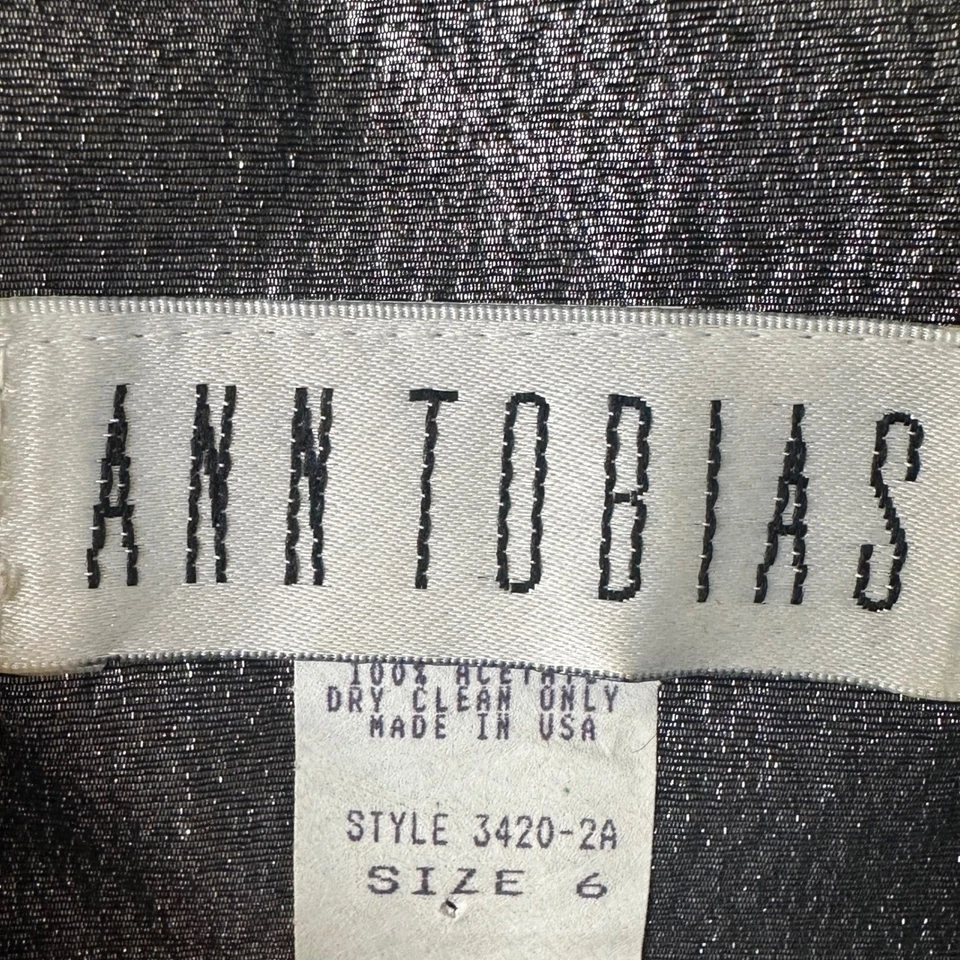 ANN TOBIAS
100% ACETATE
DRY CLEAN ONLY
MADE IN USA
STYLE 3420-2A
SIZE 6